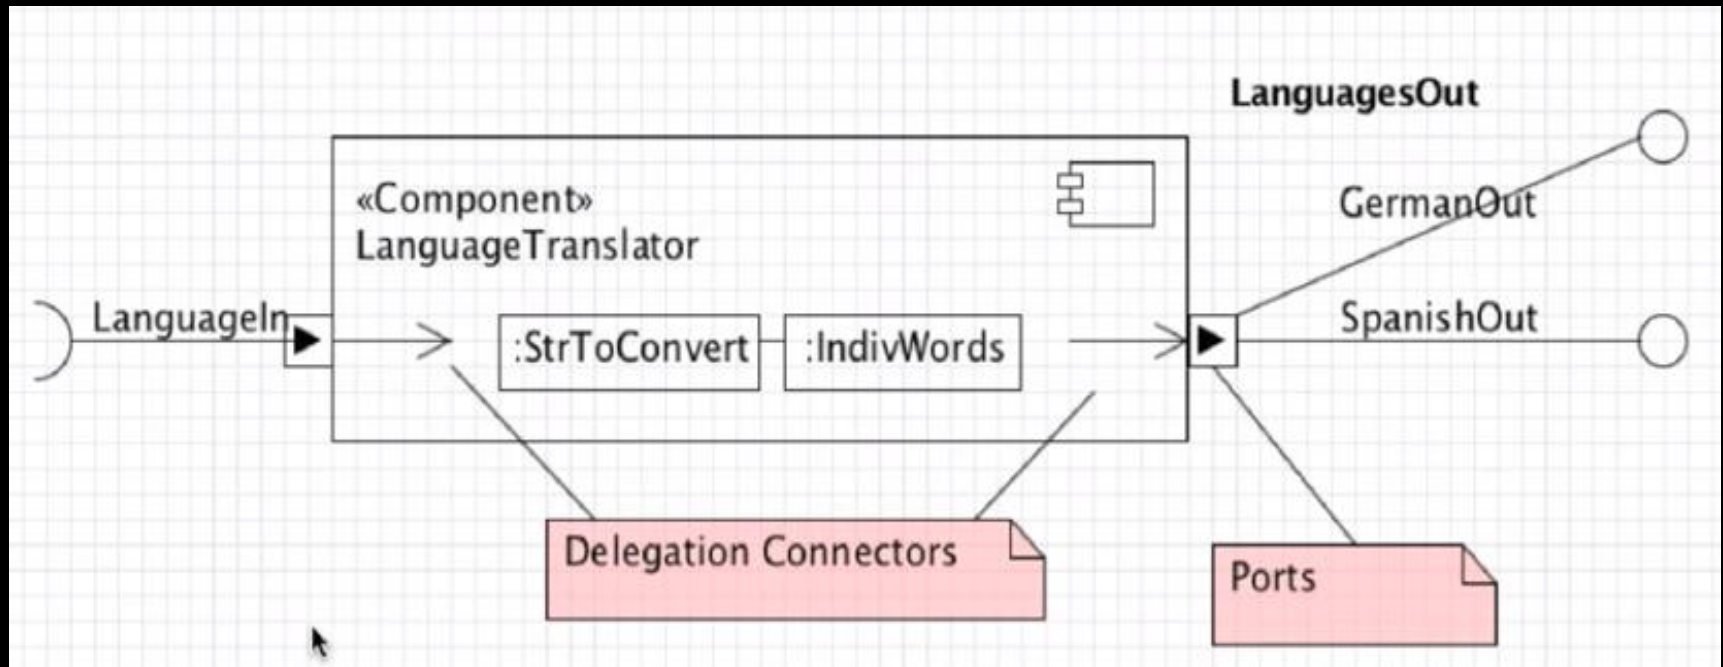 LanguagesOut
«Component»
LanguageTranslator
GermanOut
LanguageIn
SpanishOut
:StrToConvert
:IndivWords
Delegation Connectors
Ports